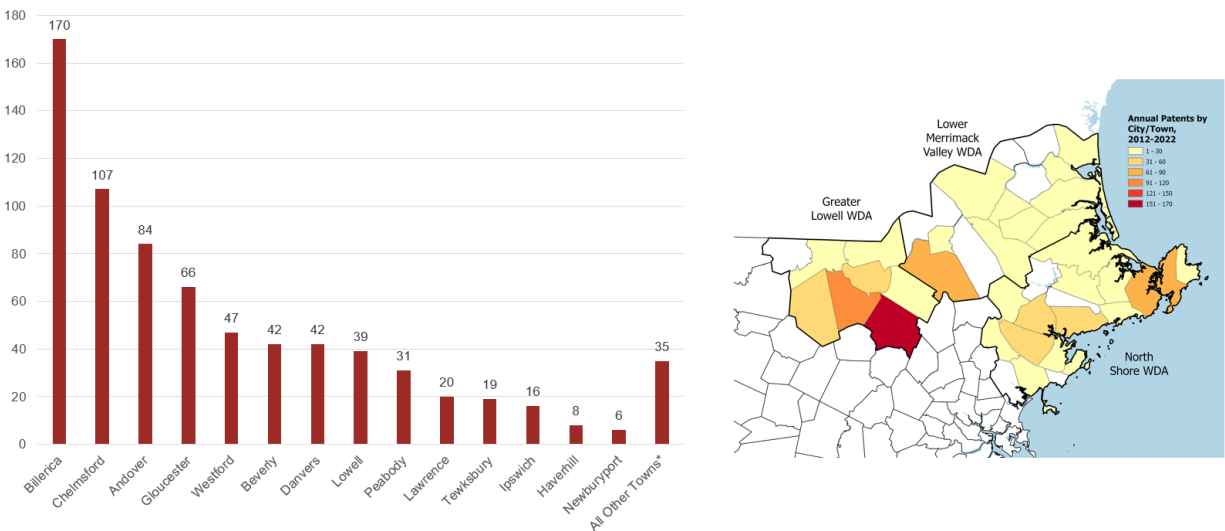 180
160
140
120
100
80
60
40
20
0
170
107
84
66
47
42
42
39
31
20
19
16
8
6
35
Billerica
Chelmsford
Andover
Gloucester
Westford
Beverly
Danvers
Lowell
Peabody
Lawrence
Tewksbury
Ipswich
Haverhill
Newburyport
All Other Towns*
Lower
Merrimack
Valley WDA
Greater
Lowell WDA
North
Shore WDA
Annual Patents by
City/Town,
2012-2022
1 - 30
31 - 60
61 - 90
91 - 120
121 - 150
151 - 170